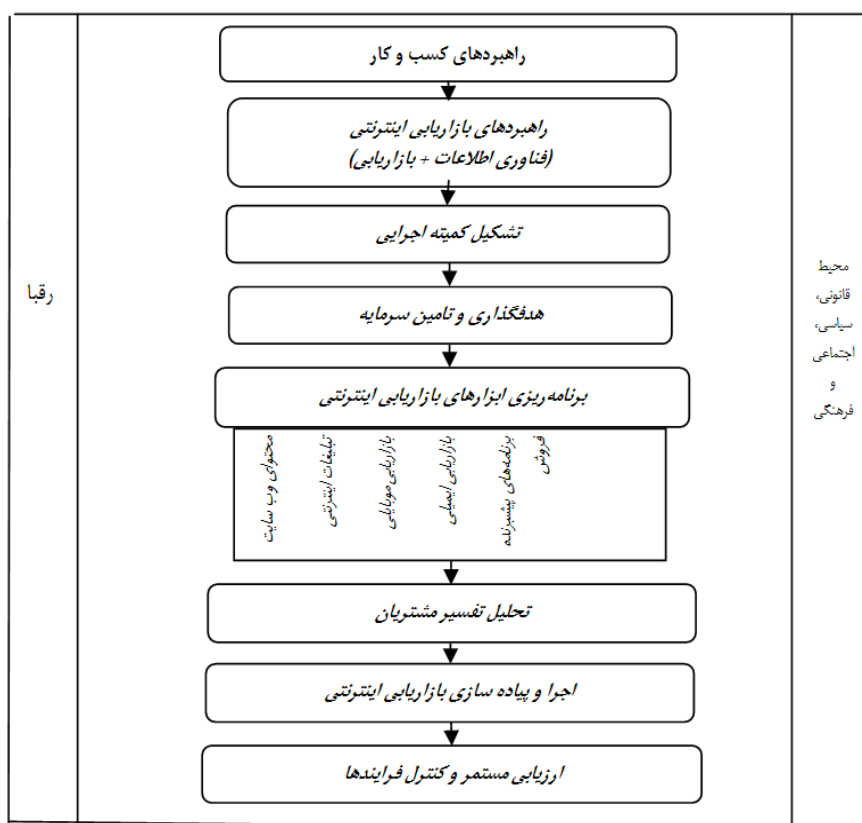 راهبردهای کسب و کار
راهبردهای بازاریابی اینترنتی
(فناوری اطلاعات + بازاریابی)
تشکیل کمیته اجرایی
هدفگذاری و تامین سرمایه
برنامه‌ریزی ابزارهای بازاریابی اینترنتی
محتوای وب سایت
تبلیغات اینترنتی
بازاریابی موبایلی
بازاریابی ایمیلی
برنامه‌های پیشبرنده
فروش
تحلیل تفسیر مشتریان
اجرا و پیاده سازی بازاریابی اینترنتی
ارزیابی مستمر و کنترل فرایندها
محیط
قانونی،
سیاسی،
اجتماعی
و
فرهنگی
رقبا